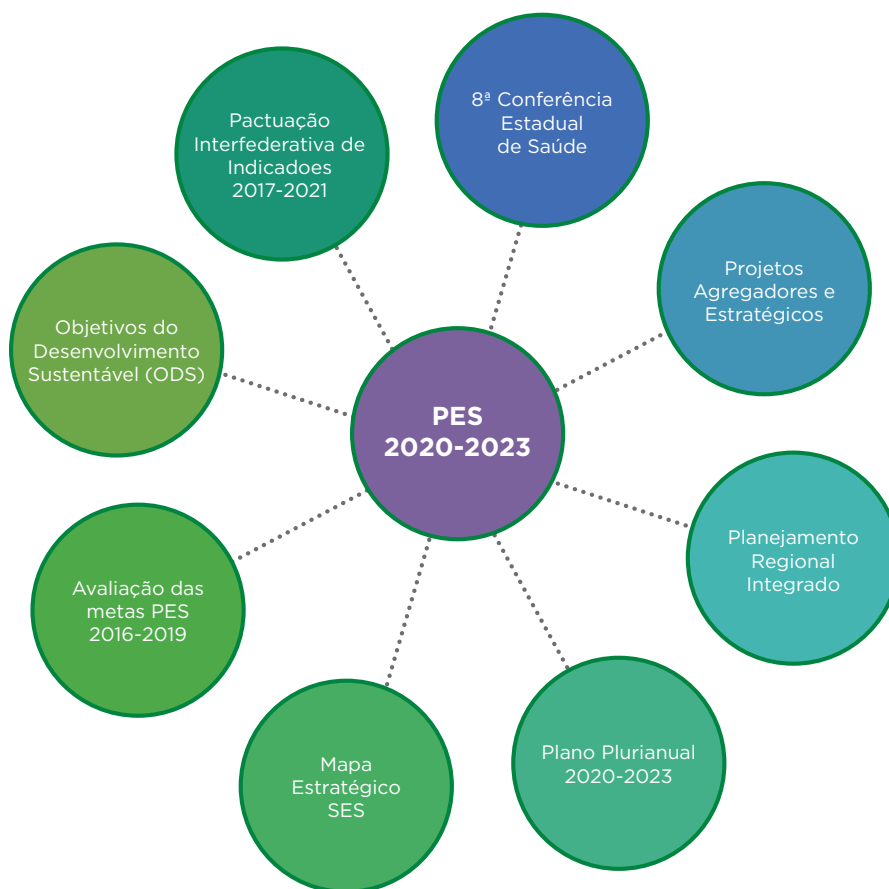 8ª Conferência
Estadual
de Saúde
Pactuação
Interfederativa de
Indicadoes
2017-2021
Projetos
Agregadores e
Estratégicos
Objetivos do
Desenvolvimento
Sustentável (ODS)
PES
2020-2023
Planejamento
Regional
Integrado
Avaliação das
metas PES
2016-2019
Plano Plurianual
2020-2023
Mapa
Estratégico
SES